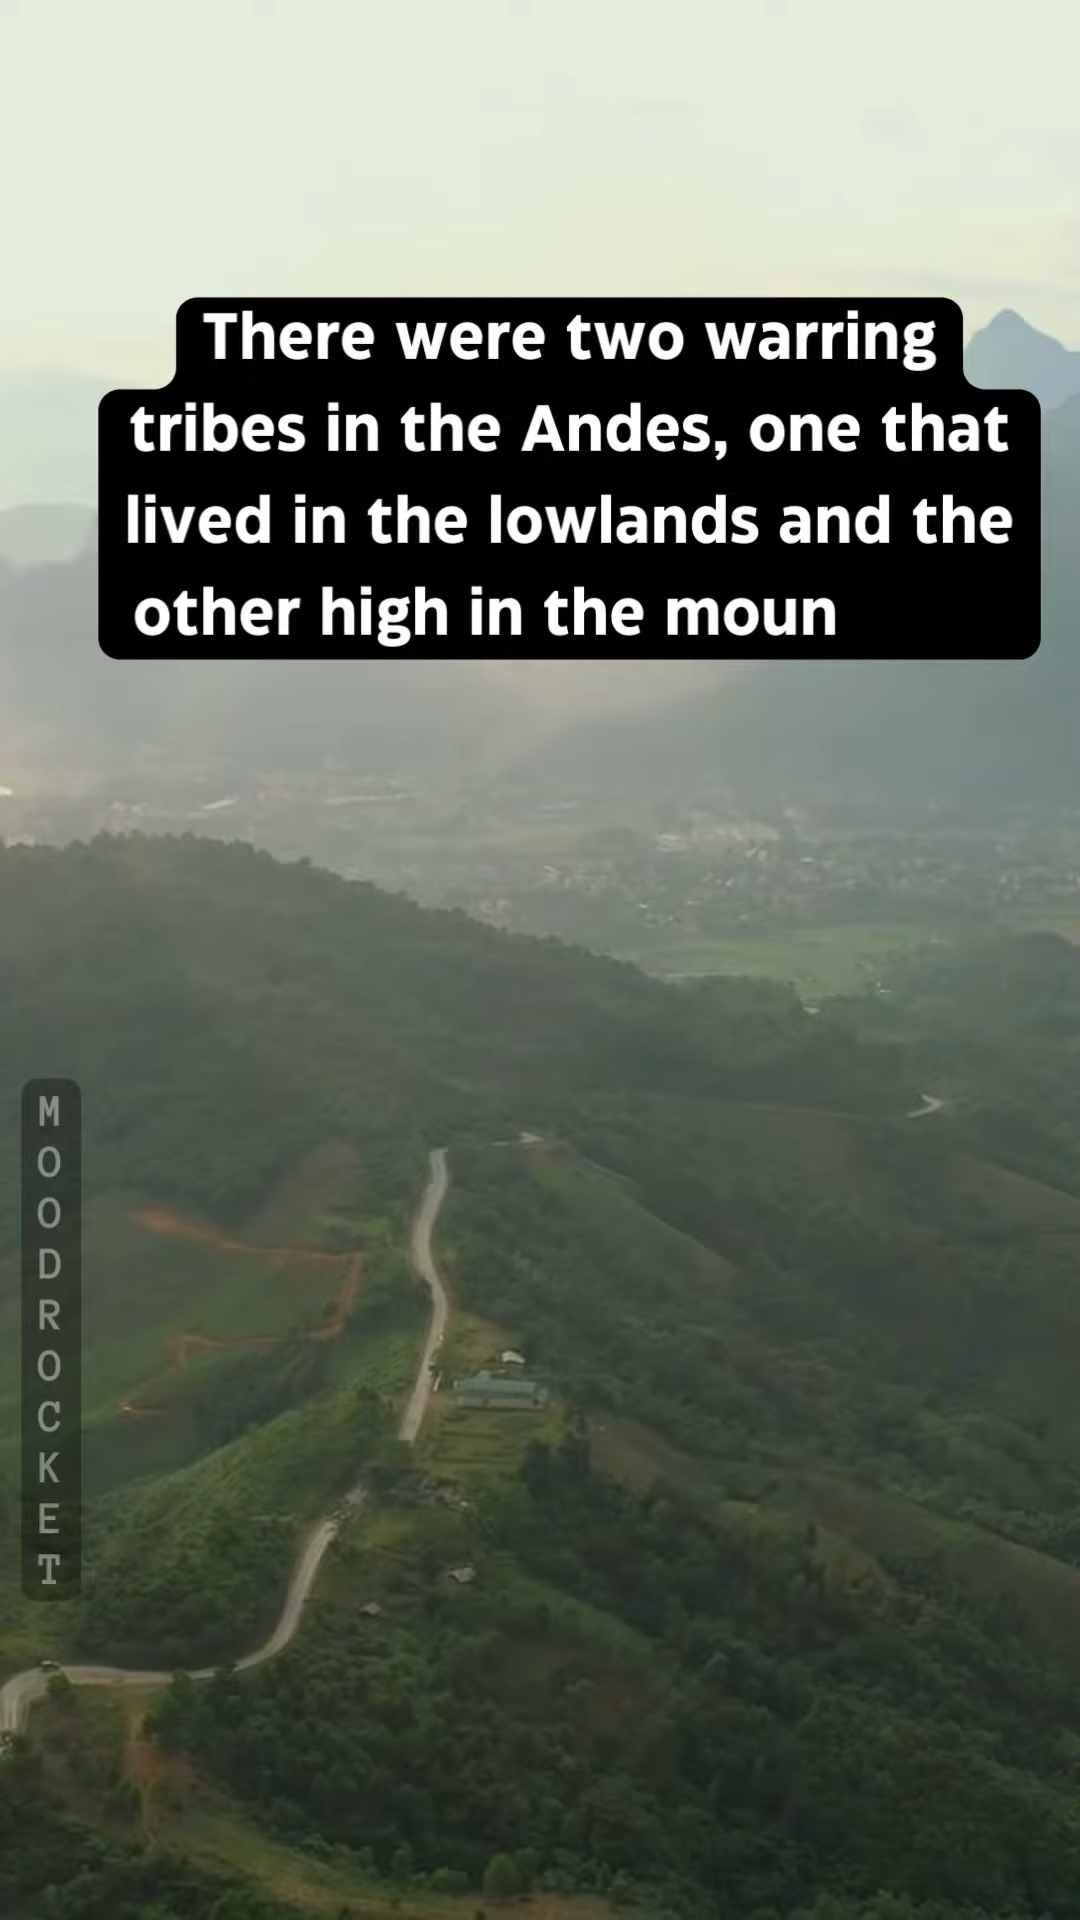 There were two warring
tribes in the Andes, one that
lived in the lowlands and the
other high in the moun
MOODROCKET